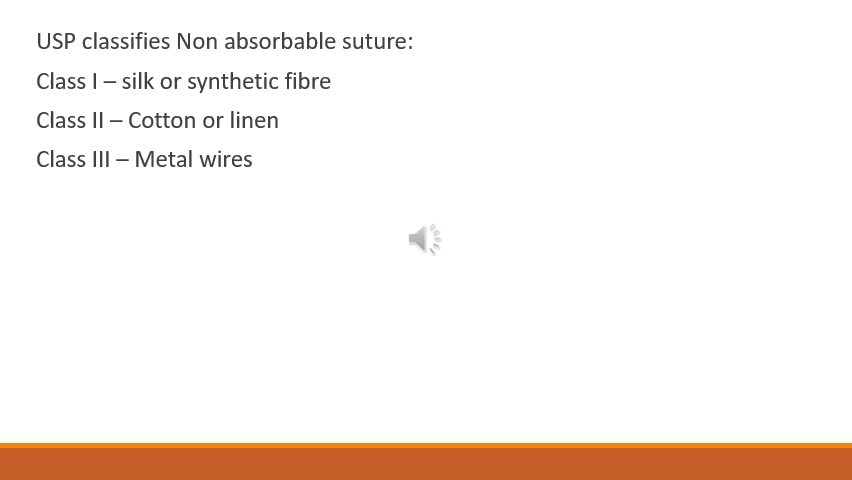 USP classifies Non absorbable suture:
Class I – silk or synthetic fibre
Class II – Cotton or linen
Class III – Metal wires